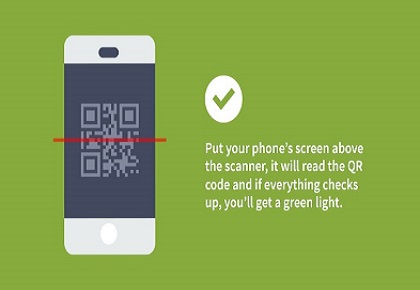 Put your phone's screen above
the scanner, it will read the QR
code and if everything checks
up, you'll get a green light.